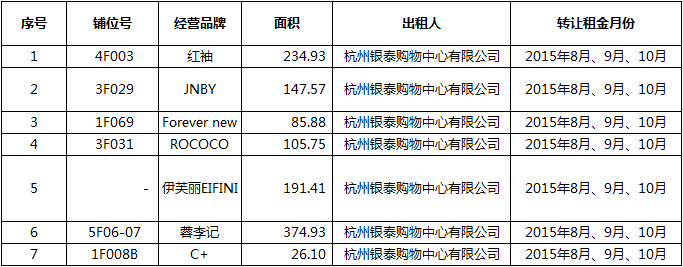 序号 铺位号 经营品牌 面积 出租人 转让租金月份
1 4F003 红袖 234.93 杭州银泰购物中心有限公司 2015年8月、9月、10月
2 3F029 JNBY 147.57 杭州银泰购物中心有限公司 2015年8月、9月、10月
3 1F069 Forever new 85.88 杭州银泰购物中心有限公司 2015年8月、9月、10月
4 3F031 ROCOCO 105.75 杭州银泰购物中心有限公司 2015年8月、9月、10月
5 - 伊芙丽EIFINI 191.41 杭州银泰购物中心有限公司 2015年8月、9月、10月
6 5F06-07 蓉李记 374.93 杭州银泰购物中心有限公司 2015年8月、9月、10月
7 1F008B C+ 26.10 杭州银泰购物中心有限公司 2015年8月、9月、10月